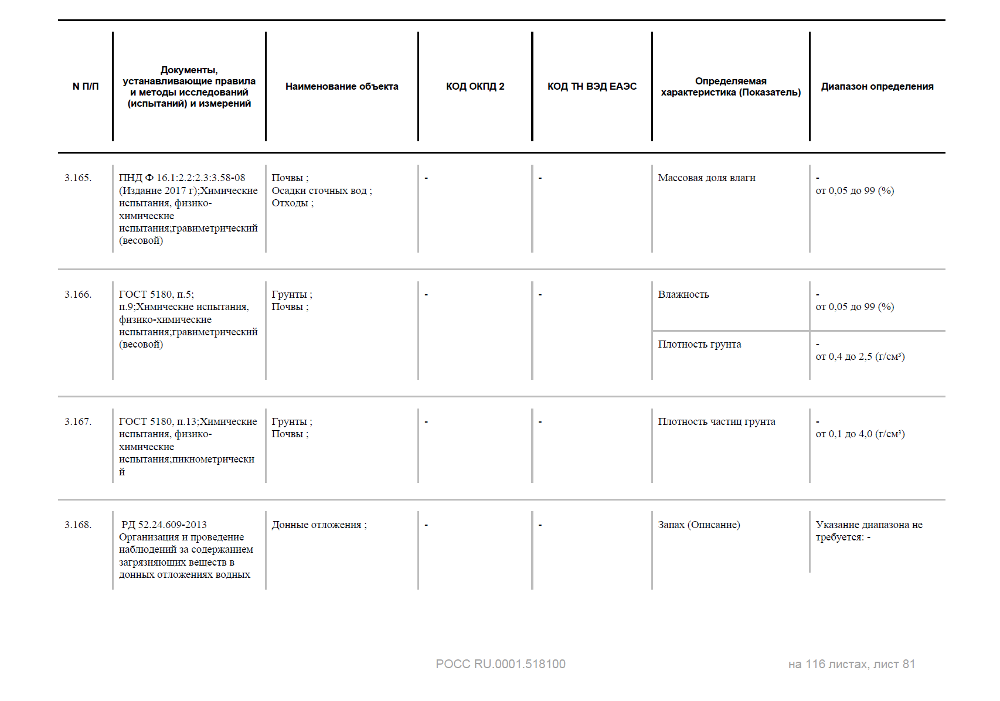 N П/П
Документы,
устанавливающие правила
и методы исследований
(испытаний) и измерений
Наименование объекта
КОД ОКПД 2
КОД ТН ВЭД ЕАЭС
Определяемая
характеристика (Показатель)
Диапазон определения
3.165.
ПНД Ф 16.1:2.2:2.3:3.58-08
(Издание 2017 г);Химические
испытания, физико-
химические
испытания;гравиметрический
(весовой)
Почвы ;
Осадки сточных вод ;
Отходы ;
-
-
Массовая доля влаги
-
от 0,05 до 99 (%)
3.166.
ГОСТ 5180, п.5;
п.9;Химические испытания,
физико-химические
испытания;гравиметрический
(весовой)
Грунты ;
Почвы ;
-
-
Влажность
-
от 0,05 до 99 (%)
Плотность грунта
-
от 0,4 до 2,5 (г/см³)
3.167.
ГОСТ 5180, п.13;Химические
испытания, физико-
химические
испытания;пикнометрически
й
Грунты ;
Почвы ;
-
-
Плотность частиц грунта
-
от 0,1 до 4,0 (г/см³)
3.168.
РД 52.24.609-2013
Организация и проведение
наблюдений за содержанием
загрязняющих веществ в
донных отложениях водных
Донные отложения ;
-
-
Запах (Описание)
Указание диапазона не
требуется: -
РОСС RU.0001.518100
на 116 листах, лист 81